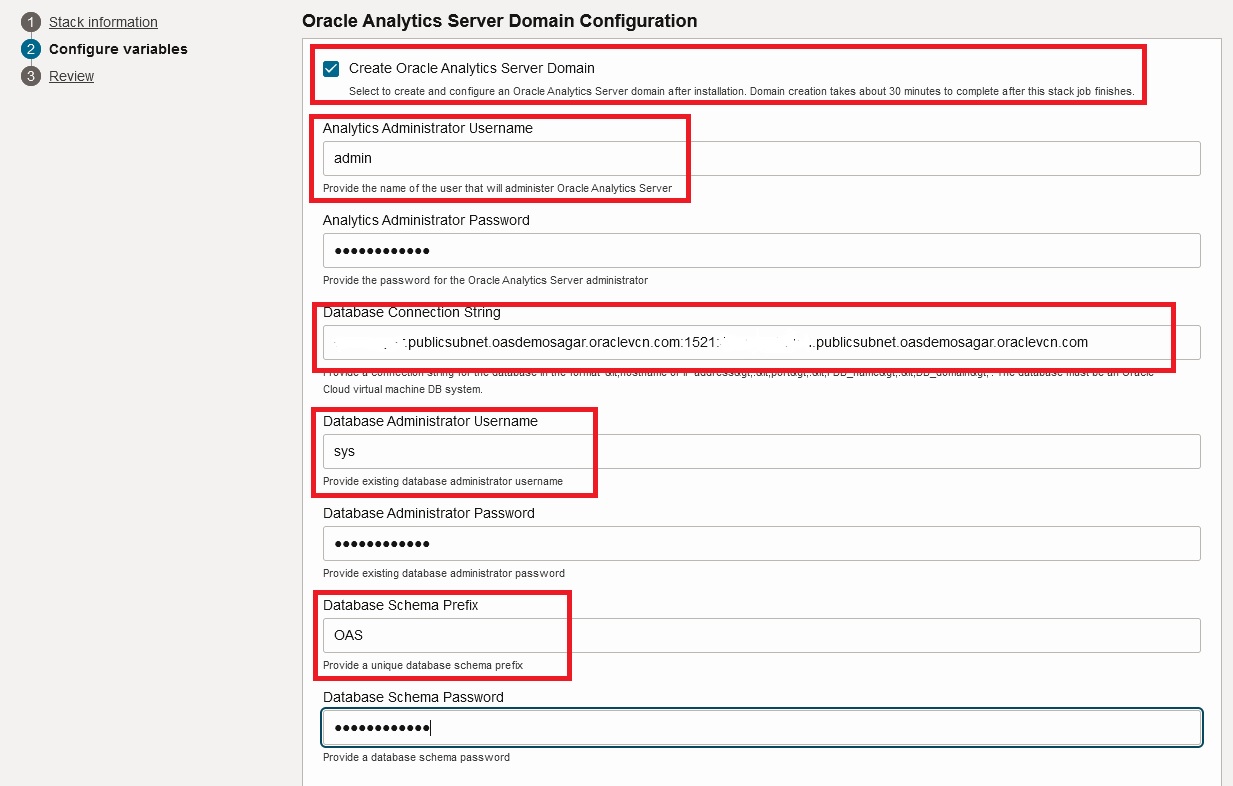 1 Stack information
2 Configure variables
3 Review
Oracle Analytics Server Domain Configuration
Create Oracle Analytics Server Domain
Select to create and configure an Oracle Analytics Server domain after installation. Domain creation takes about 30 minutes to complete after this stack job finishes.
Analytics Administrator Username
admin
Provide the name of the user that will administer Oracle Analytics Server
Analytics Administrator Password
●●●●●●●●●●●●
Provide the password for the Oracle Analytics Server administrator
Database Connection String
.publicsubnet.oasdemosagar.oraclevcn.com:1521: .publicsubnet.oasdemosagar.oraclevcn.com
Provide a connection string for the database in the format The database must be an Oracle
Cloud virtual machine DB system.
Database Administrator Username
sys
Provide existing database administrator username
Database Administrator Password
●●●●●●●●●●●●
Provide existing database administrator password
Database Schema Prefix
OAS
Provide a unique database schema prefix
Database Schema Password
●●●●●●●●●●●●
Provide a database schema password